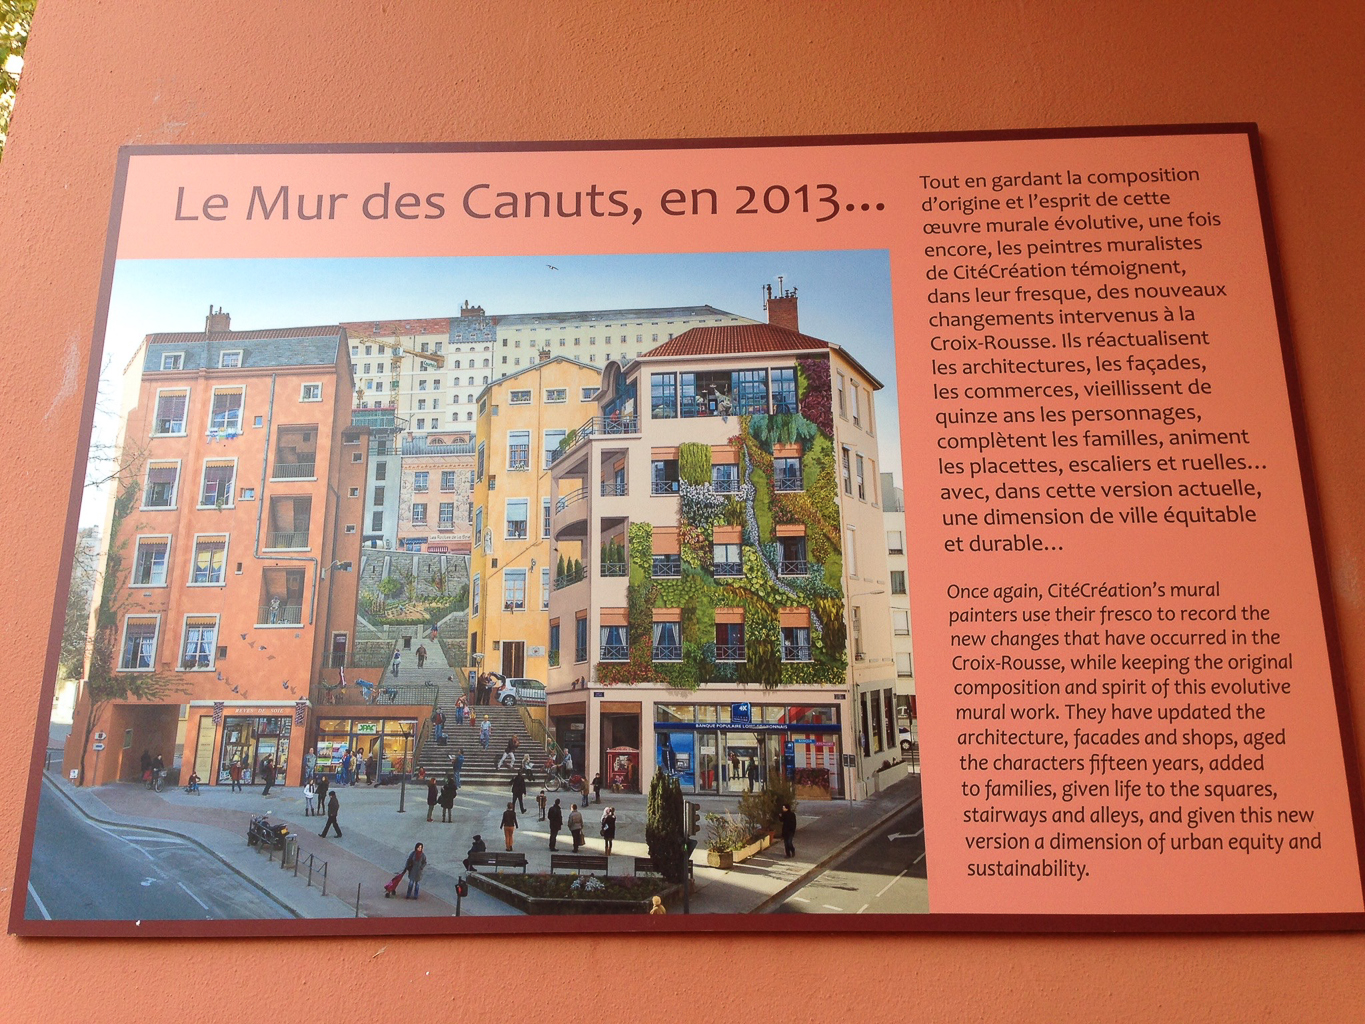 Le Mur des Canuts, en 2013...
Tout en gardant la composition
d'origine et l'esprit de cette
œuvre murale évolutive, une fois
encore, les peintres muralistes
de CitéCréation témoignent,
dans leur fresque, des nouveaux
changements intervenus à la
Croix-Rousse. Ils réactualisent
les architectures, les façades,
les commerces, vieillissent de
quinze ans les personnages,
complètent les familles, animent
les placettes, escaliers et ruelles...
avec, dans cette version actuelle,
une dimension de ville équitable
et durable...
Once again, CitéCréation's mural
painters use their fresco to record the
new changes that have occurred in the
Croix-Rousse, while keeping the original
composition and spirit of this evolutive
mural work. They have updated the
architecture, facades and shops, aged
the characters fifteen years, added
to families, given life to the squares,
stairways and alleys, and given this new
version a dimension of urban equity and
sustainability.
BANQUE POPULAIRE